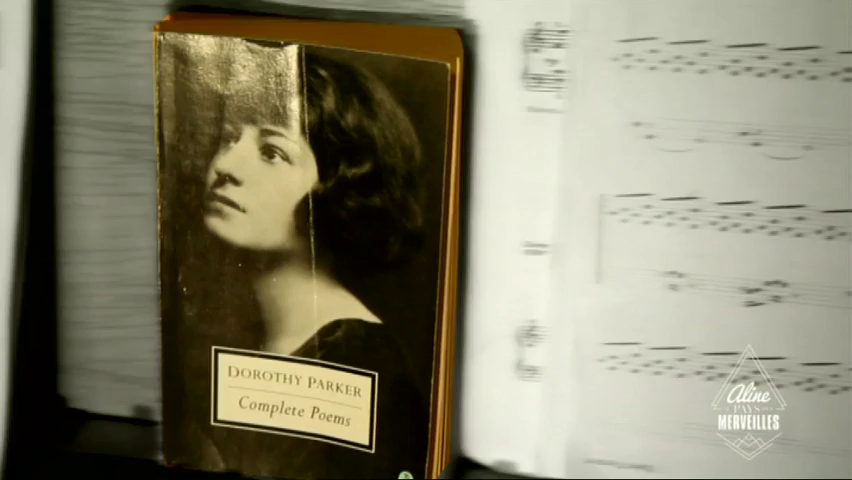 DOROTHY PARKER
Complete Poems
Aline
PAYS
MERVEILLES